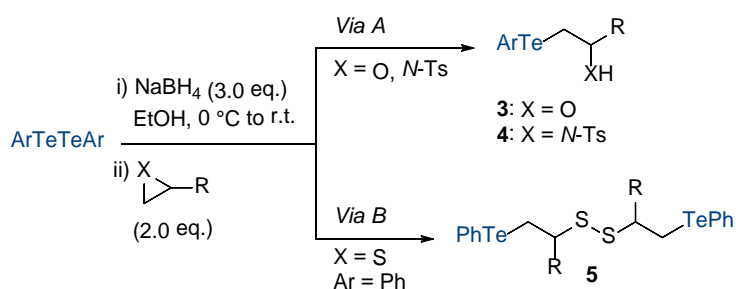 ArTeTeAr
i) NaBH4 (3.0 eq.)
EtOH, 0 °C to r.t.
ii) X R
(2.0 eq.)
Via A
X = O, N-Ts
ArTe R
XH
3: X = O
4: X = N-Ts
Via B
X = S
Ar = Ph
R
PhTe S S TePh
R
5